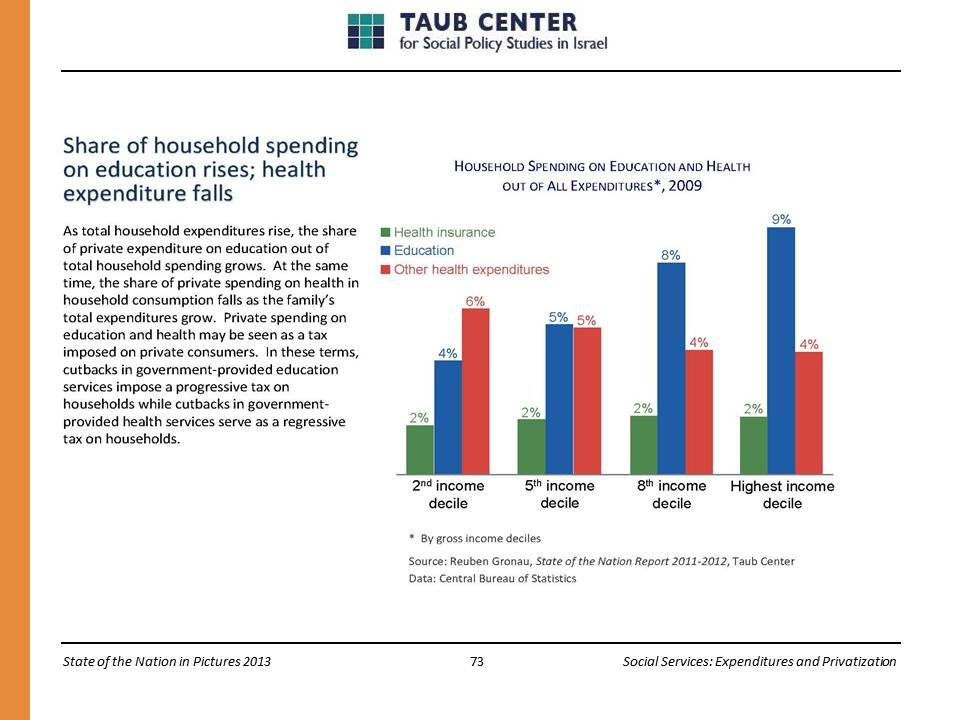 TAUB CENTER
for Social Policy Studies in Israel
Share of household spending
on education rises; health
expenditure falls
As total household expenditures rise, the share
of private expenditure on education out of
total household spending grows. At the same
time, the share of private spending on health in
household consumption falls as the family's
total expenditures grow. Private spending on
education and health may be seen as a tax
imposed on private consumers. In these terms,
cutbacks in government-provided education
services impose a progressive tax on
households while cutbacks in government-
provided health services serve as a regressive
tax on households.
HOUSEHOLD SPENDING ON EDUCATION AND HEALTH
OUT OF ALL EXPENDITURES*, 2009
Health insurance
Education
Other health expenditures
2% 4% 6%
2% 5% 5%
2% 8% 4%
2% 9% 4%
2nd income
decile
5th income
decile
8th income
decile
Highest income
decile
* By gross income deciles
Source: Reuben Gronau, State of the Nation Report 2011-2012, Taub Center
Data: Central Bureau of Statistics
State of the Nation in Pictures 2013
73
Social Services: Expenditures and Privatization